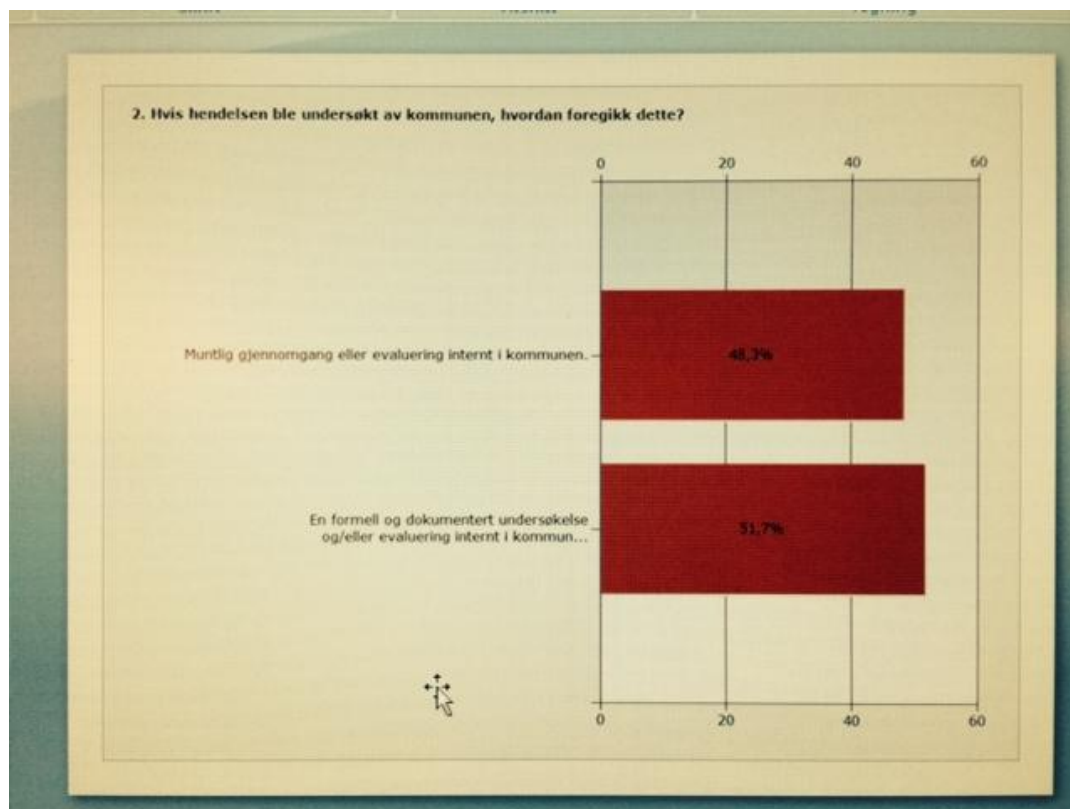 2. Hvis hendelsen ble undersøkt av kommunen, hvordan foregikk dette?
0 20 40 60
Muntlig gjennomgang eller evaluering internt i kommunen.
48,3%
En formell og dokumentert undersøkelse
og/eller evaluering internt i kommun...
51,7%
0 20 40 60